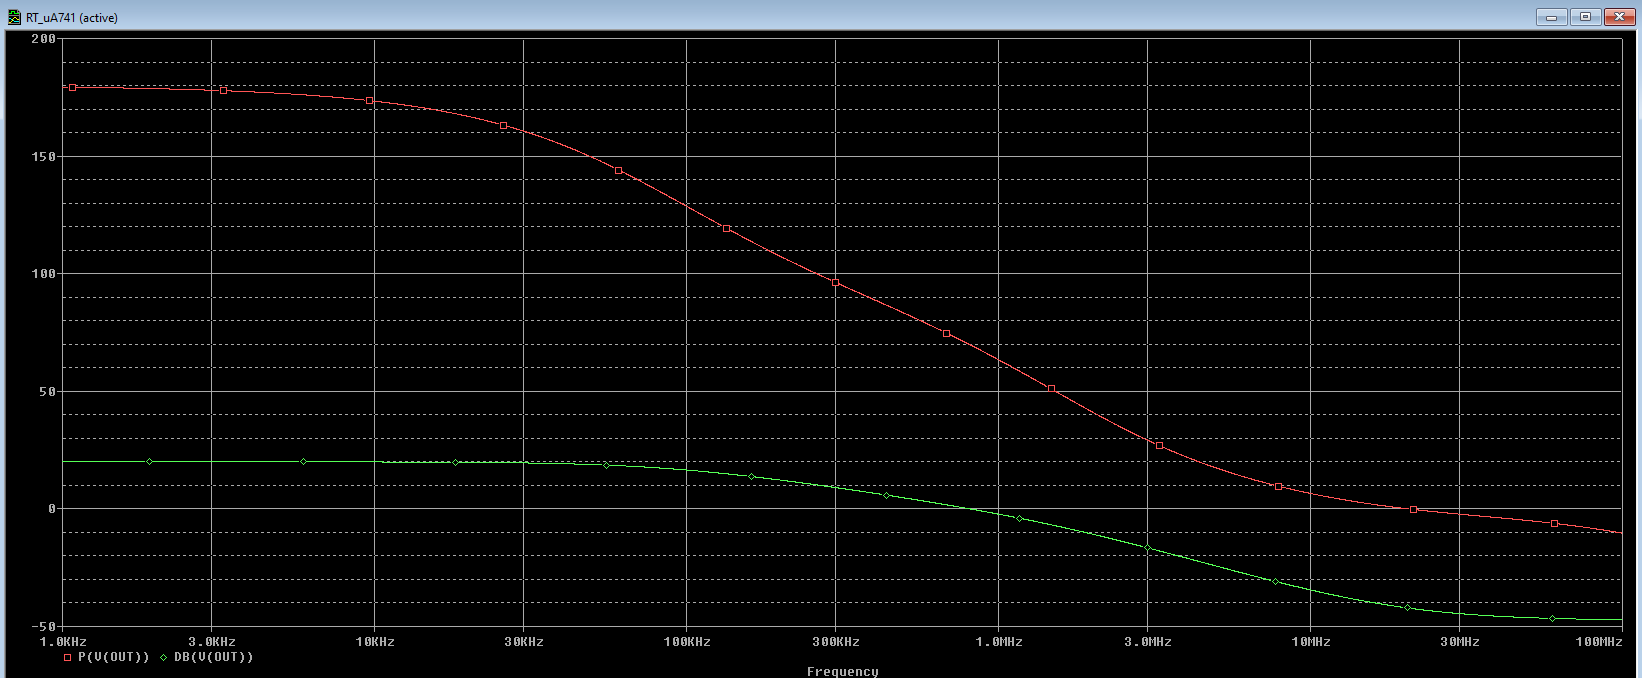 RT_uA741 (active)
200
150
100
50
0
-50
1.0KHz 3.0KHz 10KHz 30KHz 100KHz 300KHz 1.0MHz 3.0MHz 10MHz 30MHz 100MHz
P(V(OUT)) DB(V(OUT))
Frequency